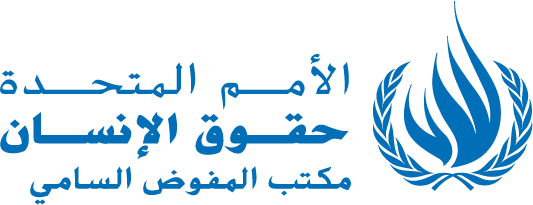 الأمم المتحدة
حقوق الإنسان
مكتب المفوض السامي